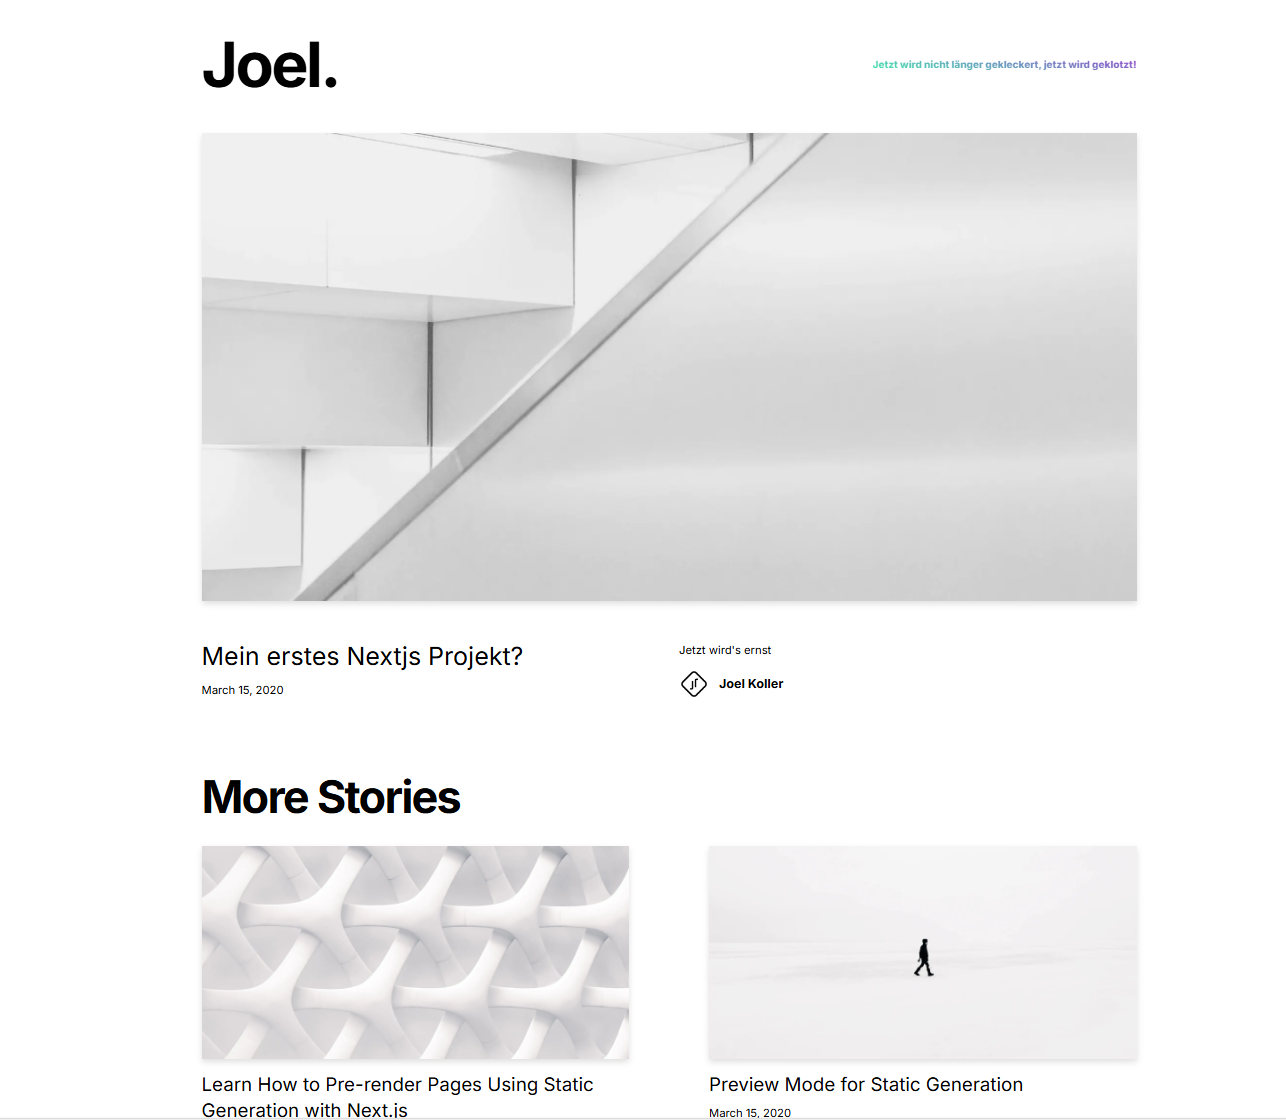 Joel.
Jetzt wird nicht länger gekleckert, jetzt wird geklotzt!
Mein erstes Nextjs Projekt?
March 15, 2020
Jetzt wird's ernst
Joel Koller
More Stories
Learn How to Pre-render Pages Using Static
Generation with Next.js
Preview Mode for Static Generation
March 15, 2020